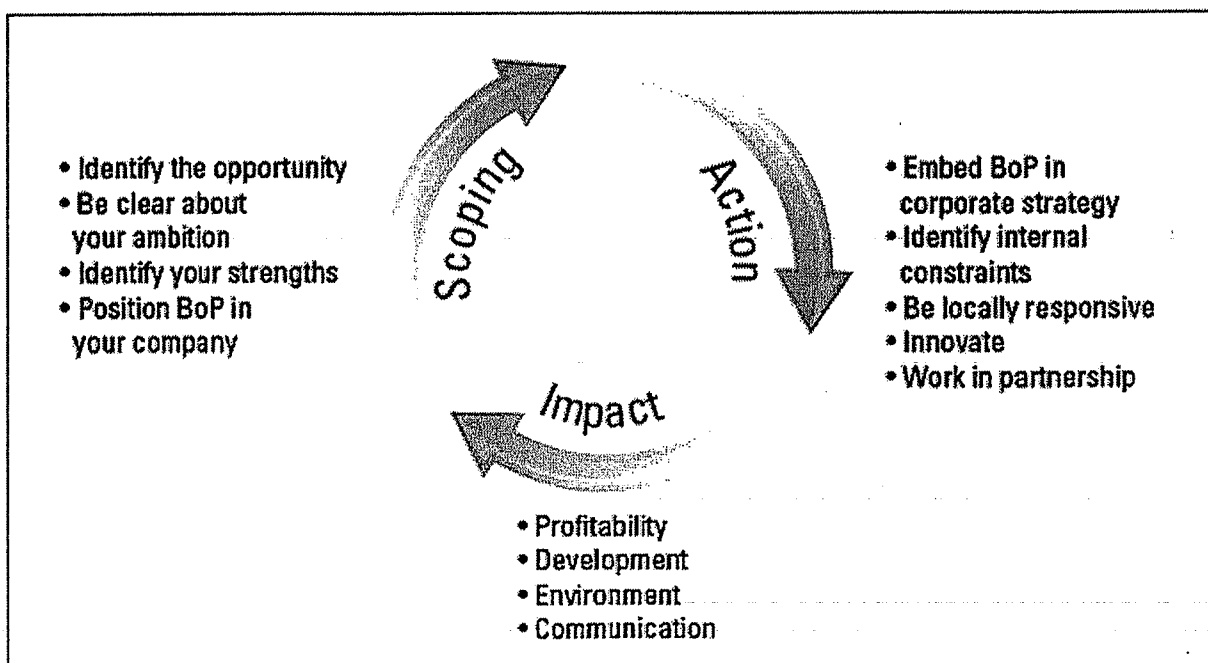 Scoping
• Identify the opportunity
• Be clear about
your ambition
• Identify your strengths
• Position BoP in
your company
Action
• Embed BoP in
corporate strategy
• Identify internal
constraints
• Be locally responsive
• Innovate
• Work in partnership
Impact
• Profitability
• Development
• Environment
• Communication